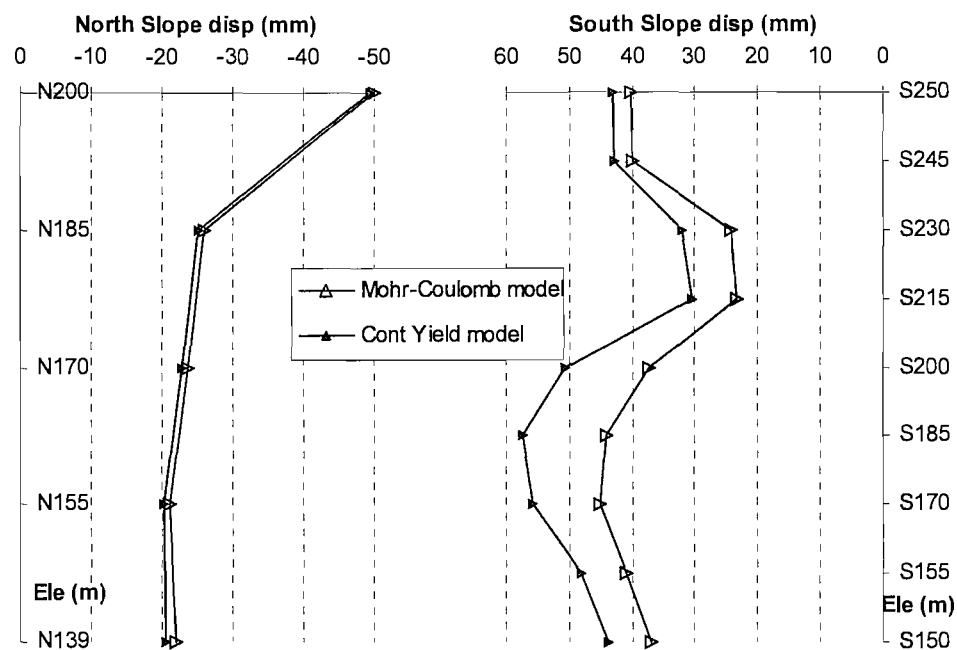 North Slope disp (mm)
South Slope disp (mm)
0 -10 -20 -30 -40 -50
60 50 40 30 20 10 0
N200
N185
N170
N155
Ele (m)
N139
Mohr-Coulomb model
Cont Yield model
S250
S245
S230
S215
S200
S185
S170
S155
Ele (m)
S150